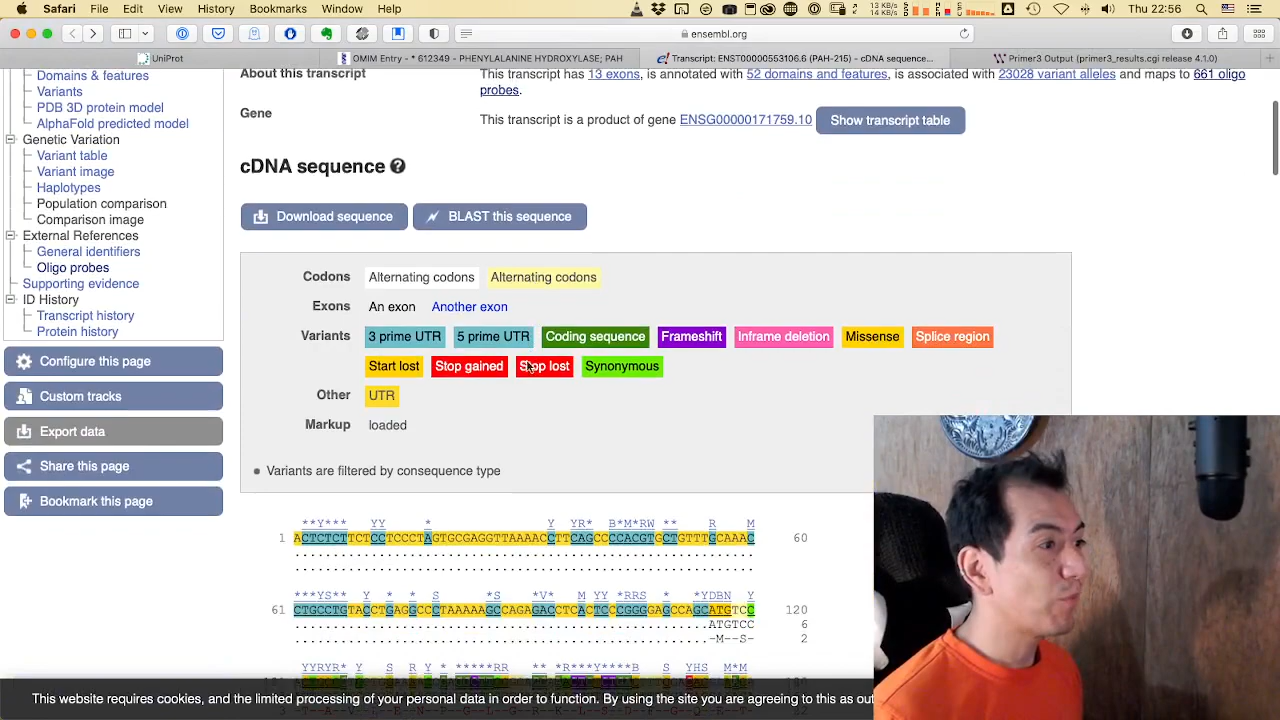 Safari File Edit View History Bookmarks Window Help Thu 22:56
ensembl.org
UniProt
OMIM Entry - * 612349 - PHENYLALANINE HYDROXYLASE; PAH
Transcript: ENST00000553106.6 (PAH-215) - cDNA sequence...
Primer3 Output (primer3_results.cgi release 4.1.0)
Domains & features
Variants
PDB 3D protein model
AlphaFold predicted model
Genetic Variation
Variant table
Variant image
Haplotypes
Population comparison
Comparison image
External References
General identifiers
Oligo probes
Supporting evidence
ID History
Transcript history
Protein history
Configure this page
Custom tracks
Export data
Share this page
Bookmark this page
About this transcript
This transcript has 13 exons, is annotated with 52 domains and features, is associated with 23028 variant alleles and maps to 661 oligo
probes.
Gene
This transcript is a product of gene ENSG00000171759.10
Show transcript table
cDNA sequence
Download sequence
BLAST this sequence
Codons Alternating codons Alternating codons
Exons An exon Another exon
Variants 3 prime UTR 5 prime UTR Coding sequence Frameshift Inframe deletion Missense Splice region
Start lost Stop gained Stop lost Synonymous
Other UTR
Markup loaded
Variants are filtered by consequence type
**Y*** YY * Y YR* B*M*RW ** R M
1 ACTCTCTTCTCCTCCCTAGTGCGAGGTTAAAACCTTCAGCCCCACGTGCTGTTTGCAAAC 60
............................................................
............................................................
***YS Y * * S *S *V* M YY *RRS * *YDBN Y
61 CTGCCTGTACCTGAGGCCCTAAAAAGCCAGAGACCTCACTCCCGGGGAGCCAGCATGTCC 120
......................................................ATGTCC 6
......................................................-M--S- 2
This website requires cookies, and the limited processing of your personal data in order to function. By using the site you are agreeing to this as out